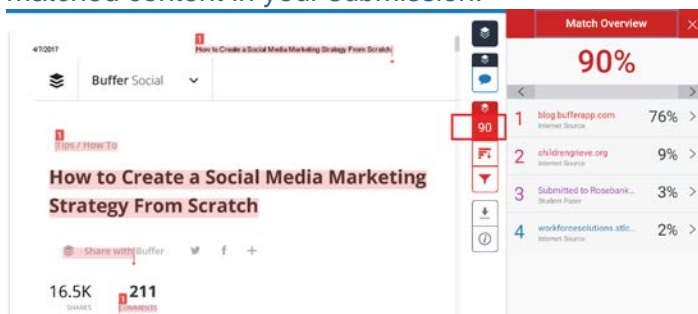 matched content in your submission.
4/7/2017
1
How to Create a Social Media Marketing Strategy From Scratch
Buffer Social
1
Tips / How To
How to Create a Social Media Marketing
Strategy From Scratch
Share with Buffer
16.5K
SHARES
1
211
COMMENTS
90
Match Overview
90%
1 blog.bufferapp.com 76%
Internet Source
2 childrengrieve.org 9%
Internet Source
3 Submitted to Rosebank... 3%
Student Paper
4 workforcesolutions.stlc... 2%
Internet Source